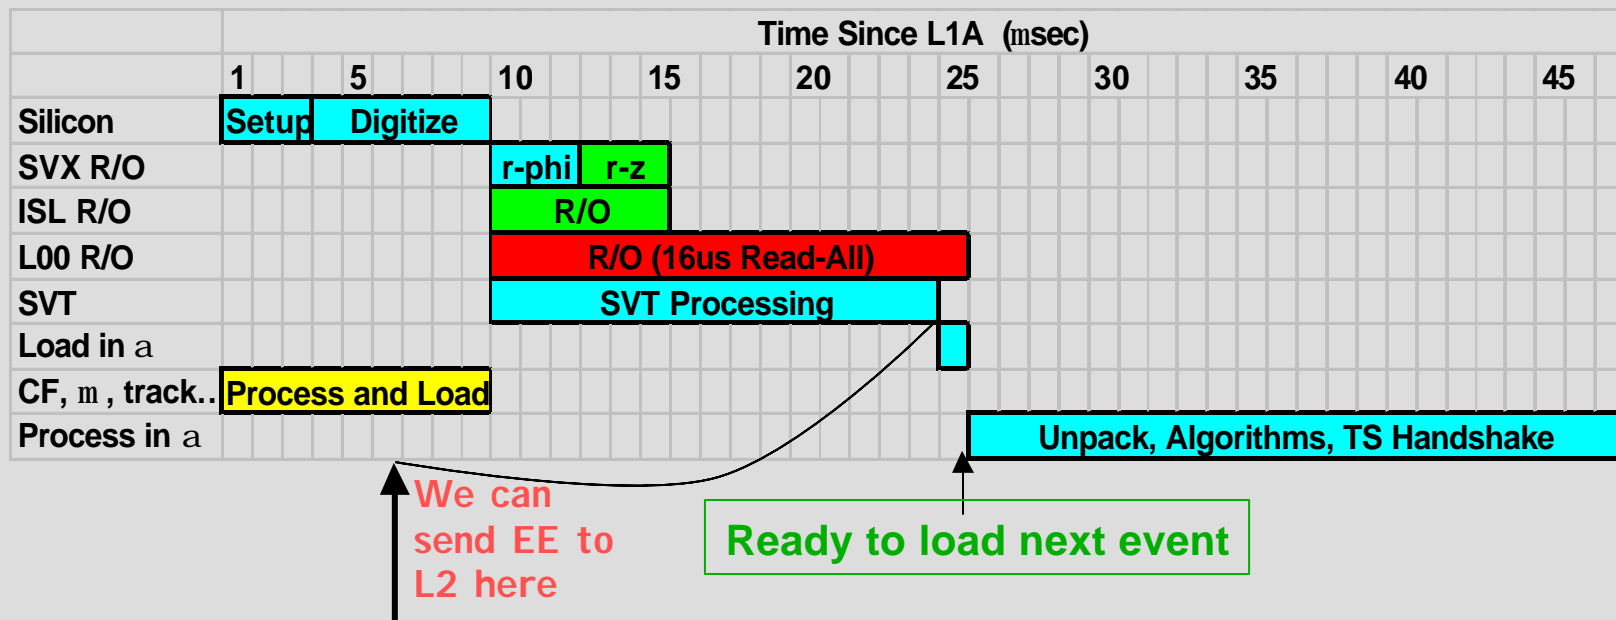 Time Since L1A (msec)
1 5 10 15 20 25 30 35 40 45
Silicon Setup Digitize
SVX R/O r-phi r-z
ISL R/O R/O
L00 R/O R/O (16us Read-All)
SVT SVT Processing
Load in a
CF, m , track.. Process and Load
Process in a Unpack, Algorithms, TS Handshake
We can
send EE to
L2 here
Ready to load next event